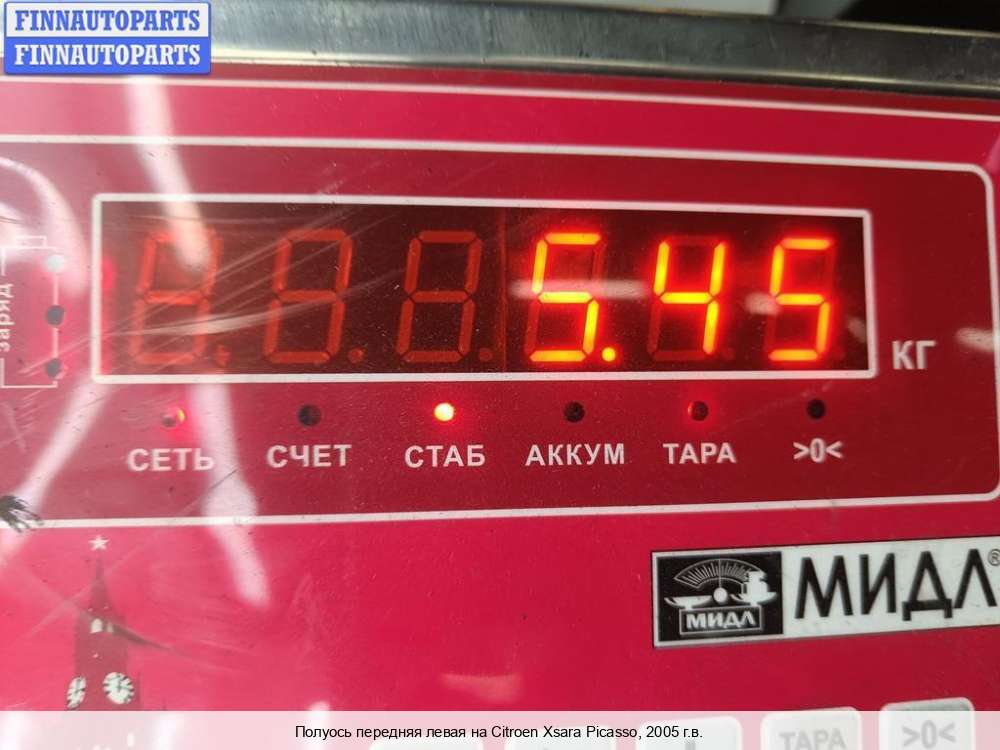 FINNAUTOPARTS
FINNAUTOPARTS
заряд
5.45
КГ
СЕТЬ
СЧЕТ
СТАБ
АККУМ
ТАРА
>0<
МИДЛ
МИДЛ®
ТАРА
>0<
Полуось передняя левая на Citroen Xsara Picasso, 2005 г.в.